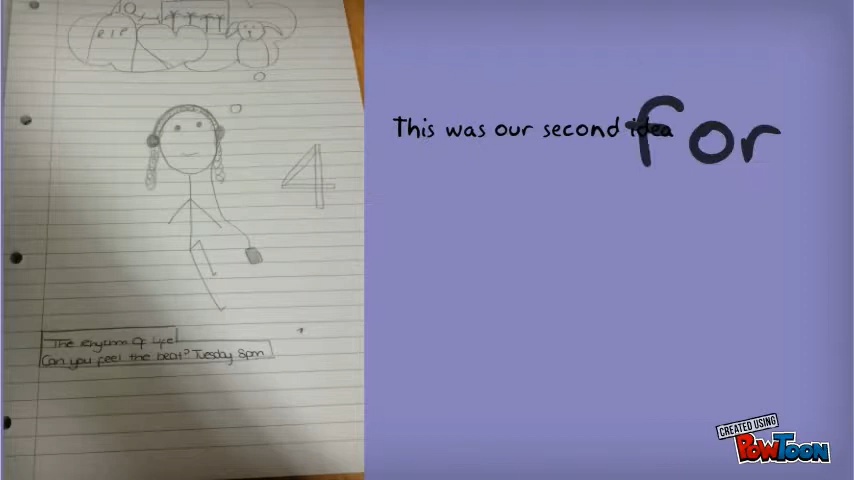 RIP
4
The Rhythm Of Life
Can you feel the beat? Tuesday 8pm
This was our second idea for
CREATED USING
POWTOON